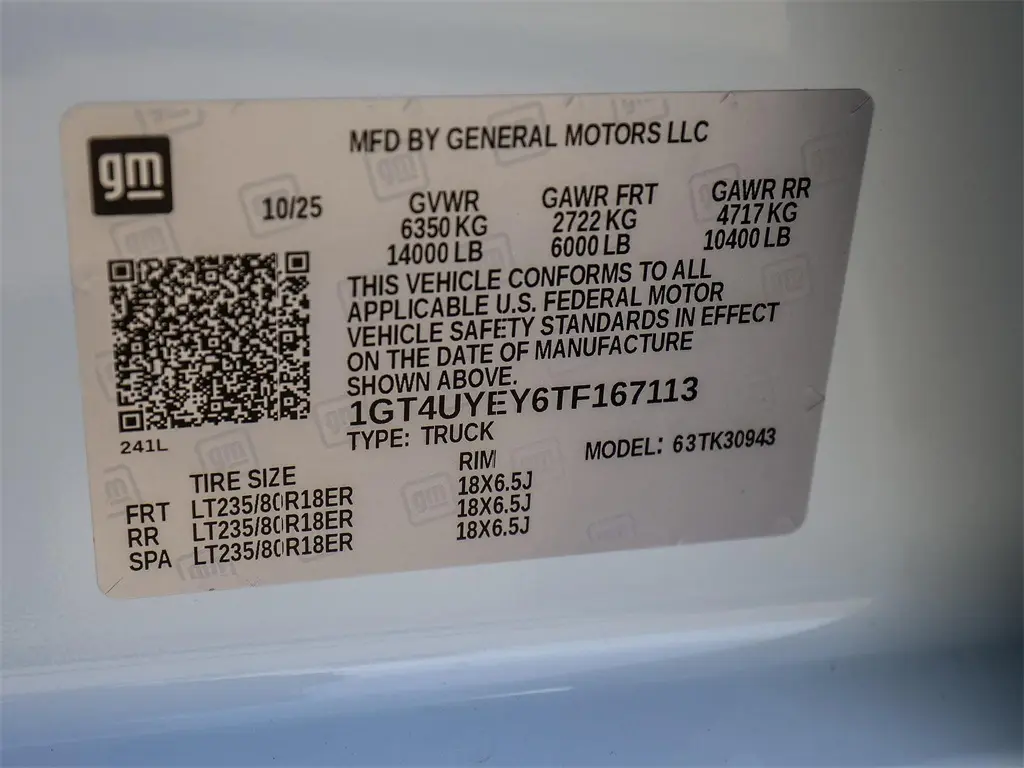 gm
MFD BY GENERAL MOTORS LLC
10/25
GVWR
6350 KG
14000 LB
GAWR FRT
2722 KG
6000 LB
GAWR RR
4717 KG
10400 LB
THIS VEHICLE CONFORMS TO ALL
APPLICABLE U.S. FEDERAL MOTOR
VEHICLE SAFETY STANDARDS IN EFFECT
ON THE DATE OF MANUFACTURE
SHOWN ABOVE.
1GT4UYEY6TF167113
TYPE: TRUCK
MODEL: 63TK30943
241L
TIRE SIZE RIM
FRT LT235/80R18ER 18X6.5J
RR LT235/80R18ER 18X6.5J
SPA LT235/80R18ER 18X6.5J